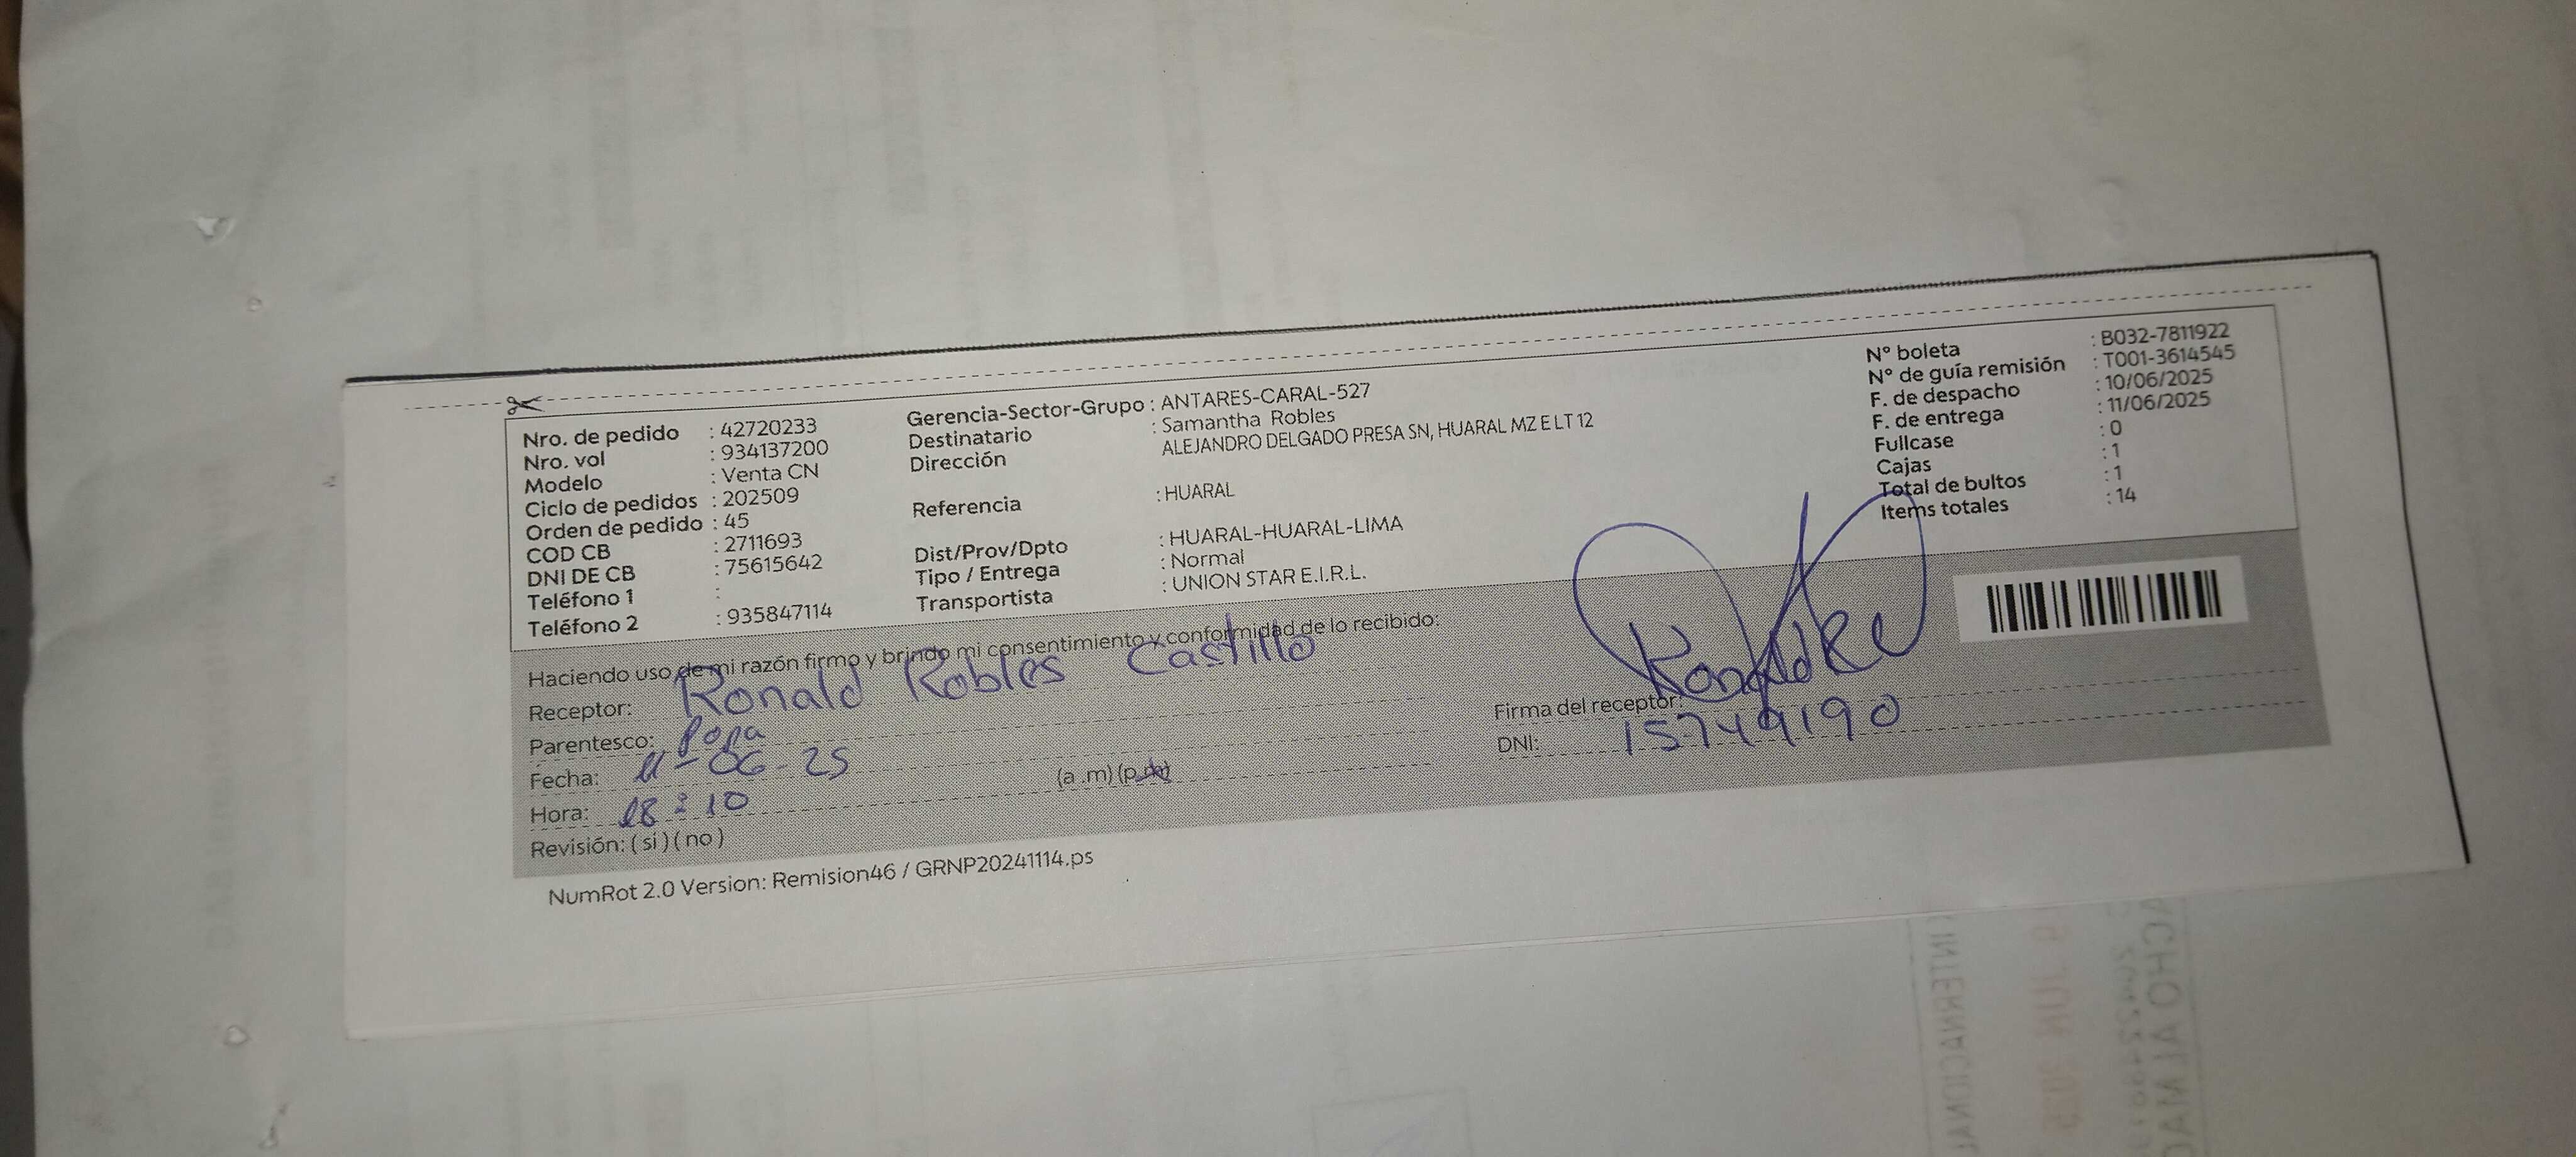 Nro. de pedido : 42720233
Nro. vol : 934137200
Modelo : Venta CN
Ciclo de pedidos : 202509
Orden de pedido : 45
COD CB : 2711693
DNI DE CB : 75615642
Teléfono 1 :
Teléfono 2 : 935847114
Gerencia-Sector-Grupo : ANTARES-CARAL-527
Destinatario : Samantha Robles
Dirección ALEJANDRO DELGADO PRESA SN, HUARAL MZ E LT 12
Referencia : HUARAL
Dist/Prov/Dpto : HUARAL-HUARAL-LIMA
Tipo / Entrega : Normal
Transportista : UNION STAR E.I.R.L.
N° boleta : B032-7811922
N° de guía remisión : T001-3614545
F. de despacho : 10/06/2025
F. de entrega : 11/06/2025
Fullcase : 0
Cajas : 1
Total de bultos : 1
Items totales : 14
Haciendo uso de mi razón firmo y brindo mi consentimiento y conformidad de lo recibido:
Receptor: Ronald Robles Castillo
Parentesco: Papa
Fecha: 11-06-25
Hora: 18:10 (a .m) (p.m)
Revisión: ( si ) ( no )
Firma del receptor:
DNI: 15749190
NumRot 2.0 Version: Remision46 / GRNP20241114.ps